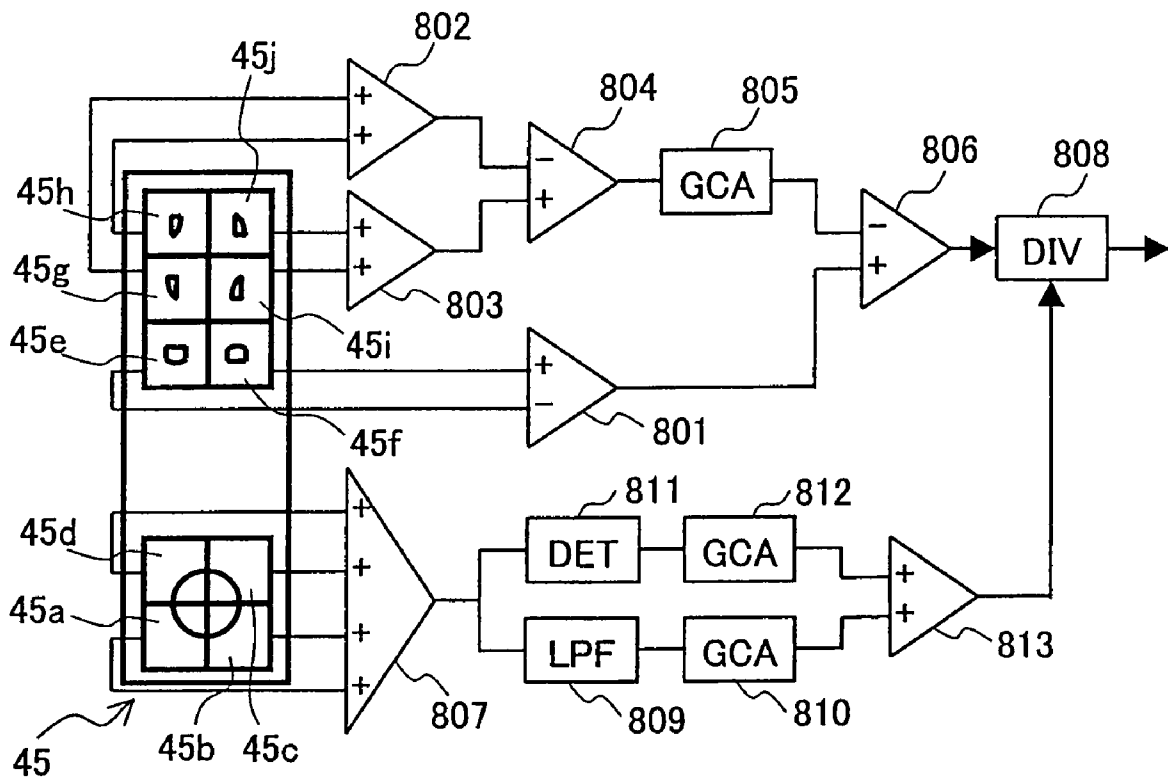 802
45j
804
805
806
808
45h
+
+
−
+
GCA
−
+
DIV
45g
+
+
803
45i
45e
+
−
801
45f
811
812
45d
+
+
+
+
DET
GCA
+
+
813
45a
LPF
GCA
807
809
810
45
45b
45c